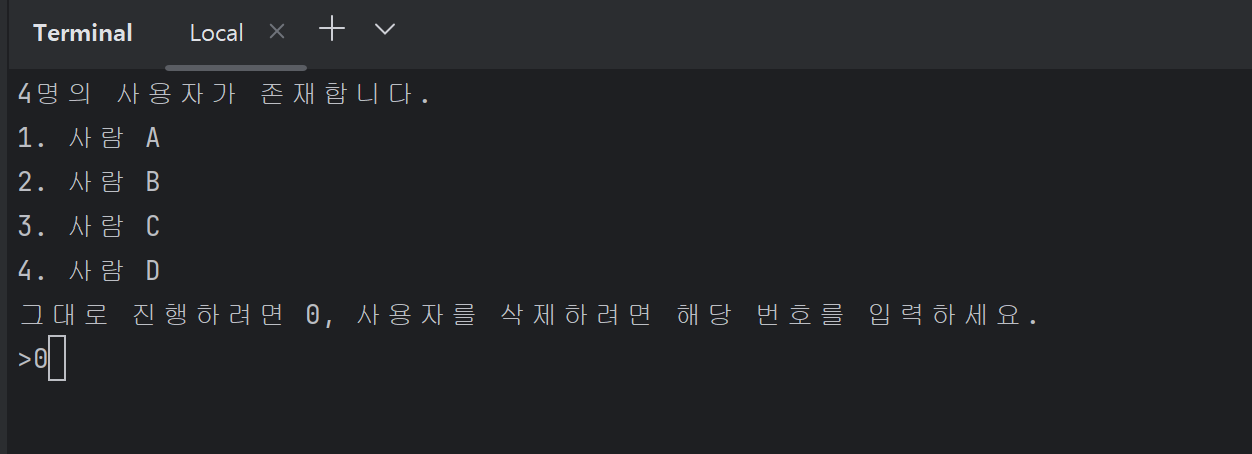 Terminal Local
4명의 사용자가 존재합니다.
1. 사람 A
2. 사람 B
3. 사람 C
4. 사람 D
그대로 진행하려면 0, 사용자를 삭제하려면 해당 번호를 입력하세요.
>0